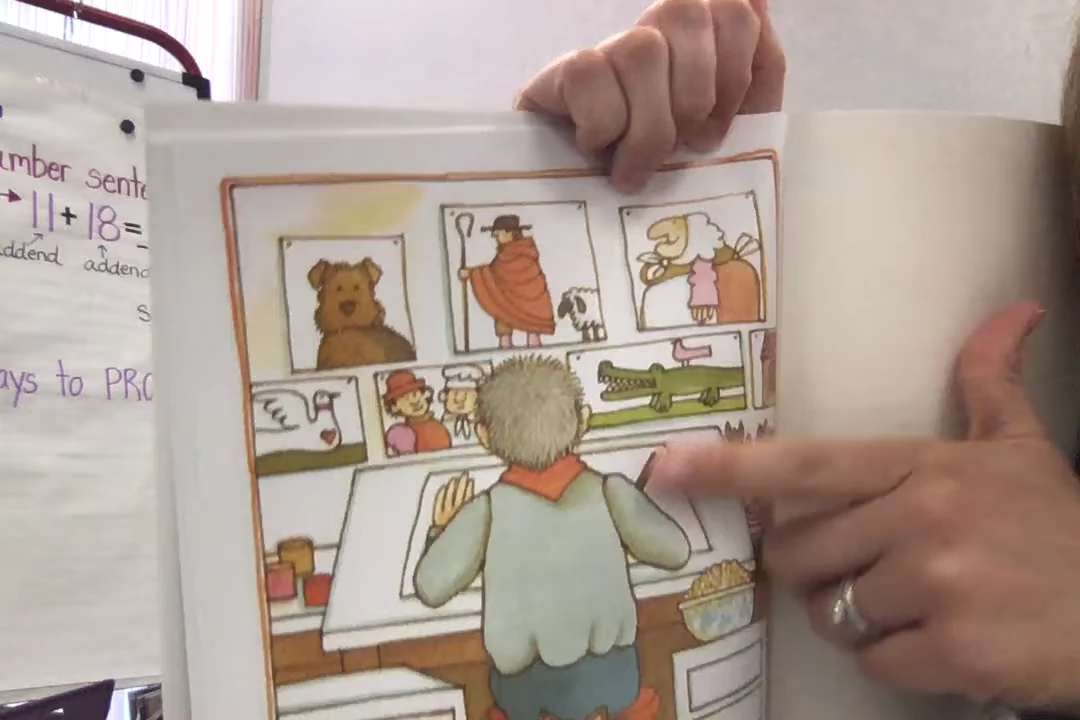 umber sente
→ 11 + 18 =
addend addend
s
ays to PRO